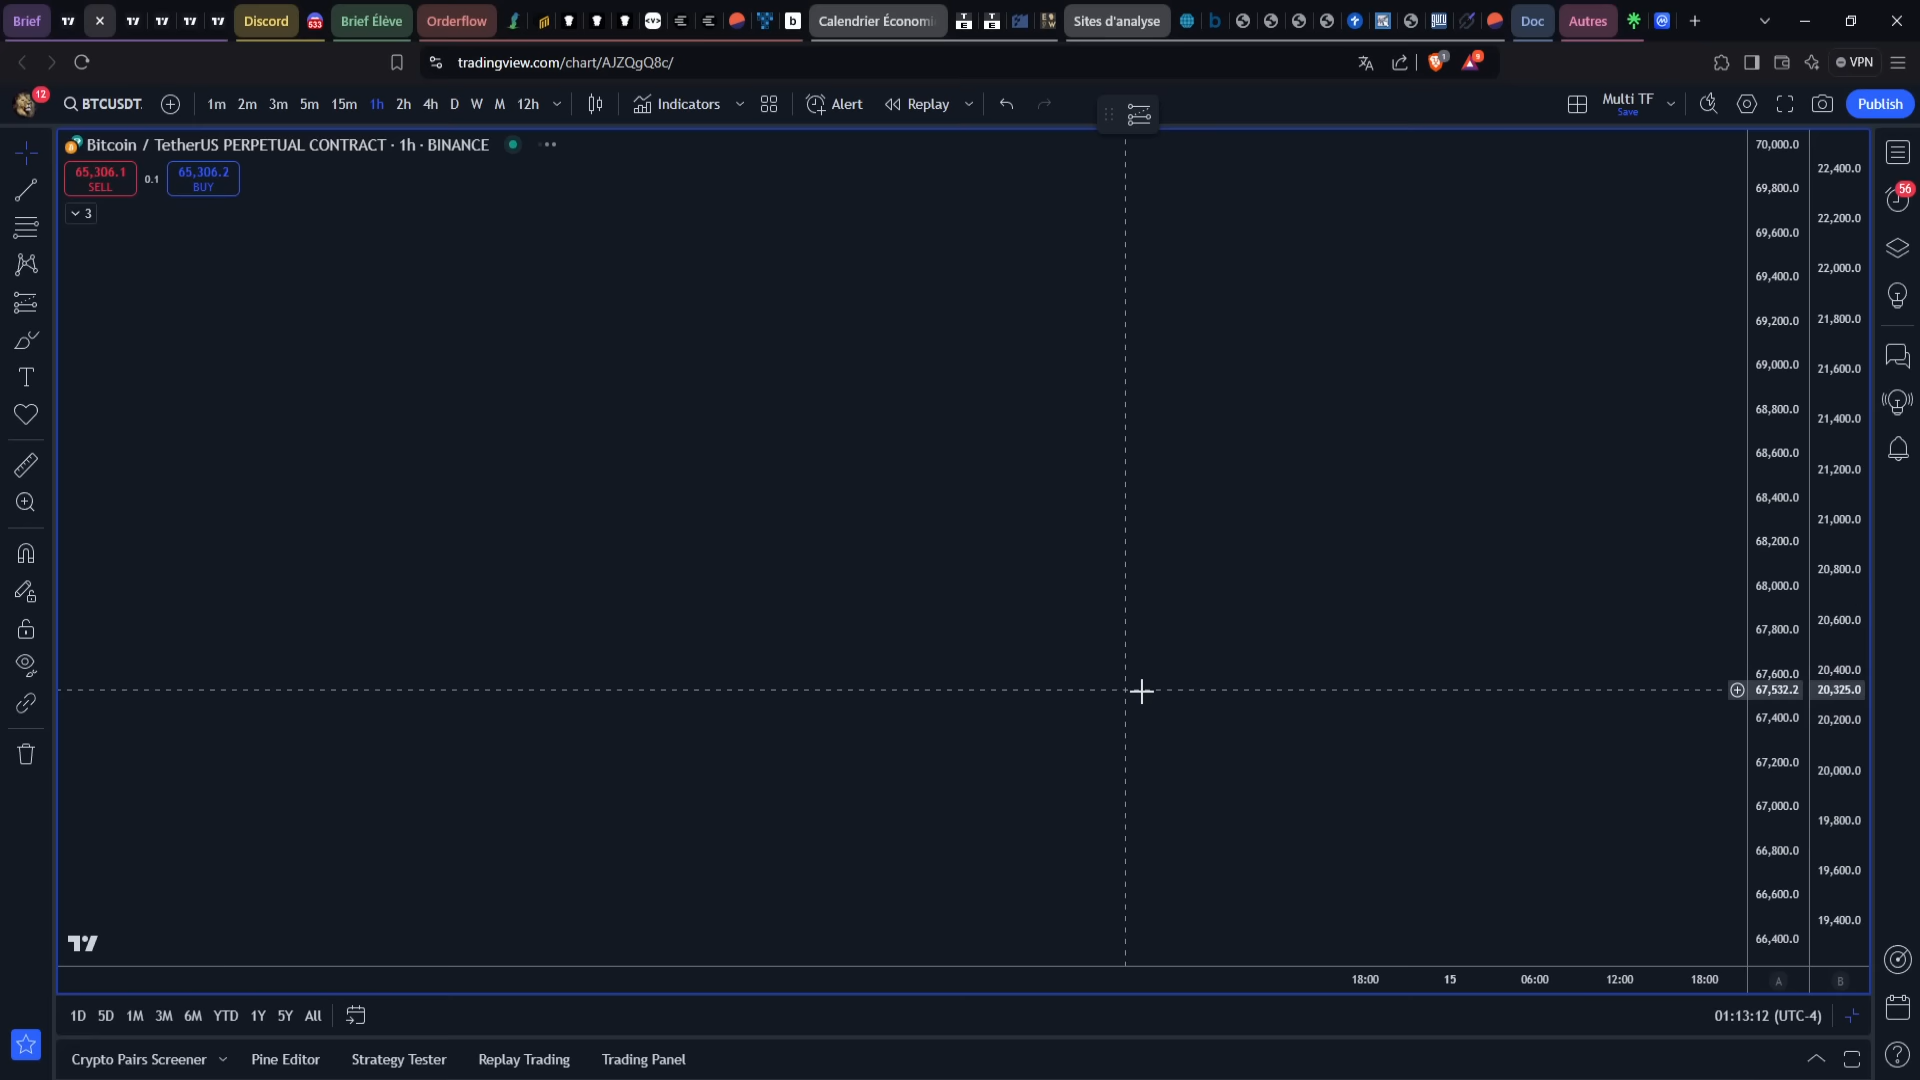 Brief
Discord
533
Brief Élève
Orderflow
<v>
b
Calendrier Économi
TE
TE
Sites d'analyse
b
Doc
Autres
tradingview.com/chart/AJZQgQ8c/
1
9
VPN
12
BTCUSDT.
1m 2m 3m 5m 15m 1h 2h 4h D W M 12h
Indicators
Alert
Replay
Multi TF
Save
Publish
Bitcoin / TetherUS PERPETUAL CONTRACT · 1h · BINANCE
65,306.1
SELL
0.1
65,306.2
BUY
3
56
70,000.0
69,800.0
69,600.0
69,400.0
69,200.0
69,000.0
68,800.0
68,600.0
68,400.0
68,200.0
68,000.0
67,800.0
67,600.0
67,532.2
67,400.0
67,200.0
67,000.0
66,800.0
66,600.0
66,400.0
22,400.0
22,200.0
22,000.0
21,800.0
21,600.0
21,400.0
21,200.0
21,000.0
20,800.0
20,600.0
20,400.0
20,325.0
20,200.0
20,000.0
19,800.0
19,600.0
19,400.0
18:00 15 06:00 12:00 18:00
A B
1D 5D 1M 3M 6M YTD 1Y 5Y All
01:13:12 (UTC-4)
Crypto Pairs Screener Pine Editor Strategy Tester Replay Trading Trading Panel